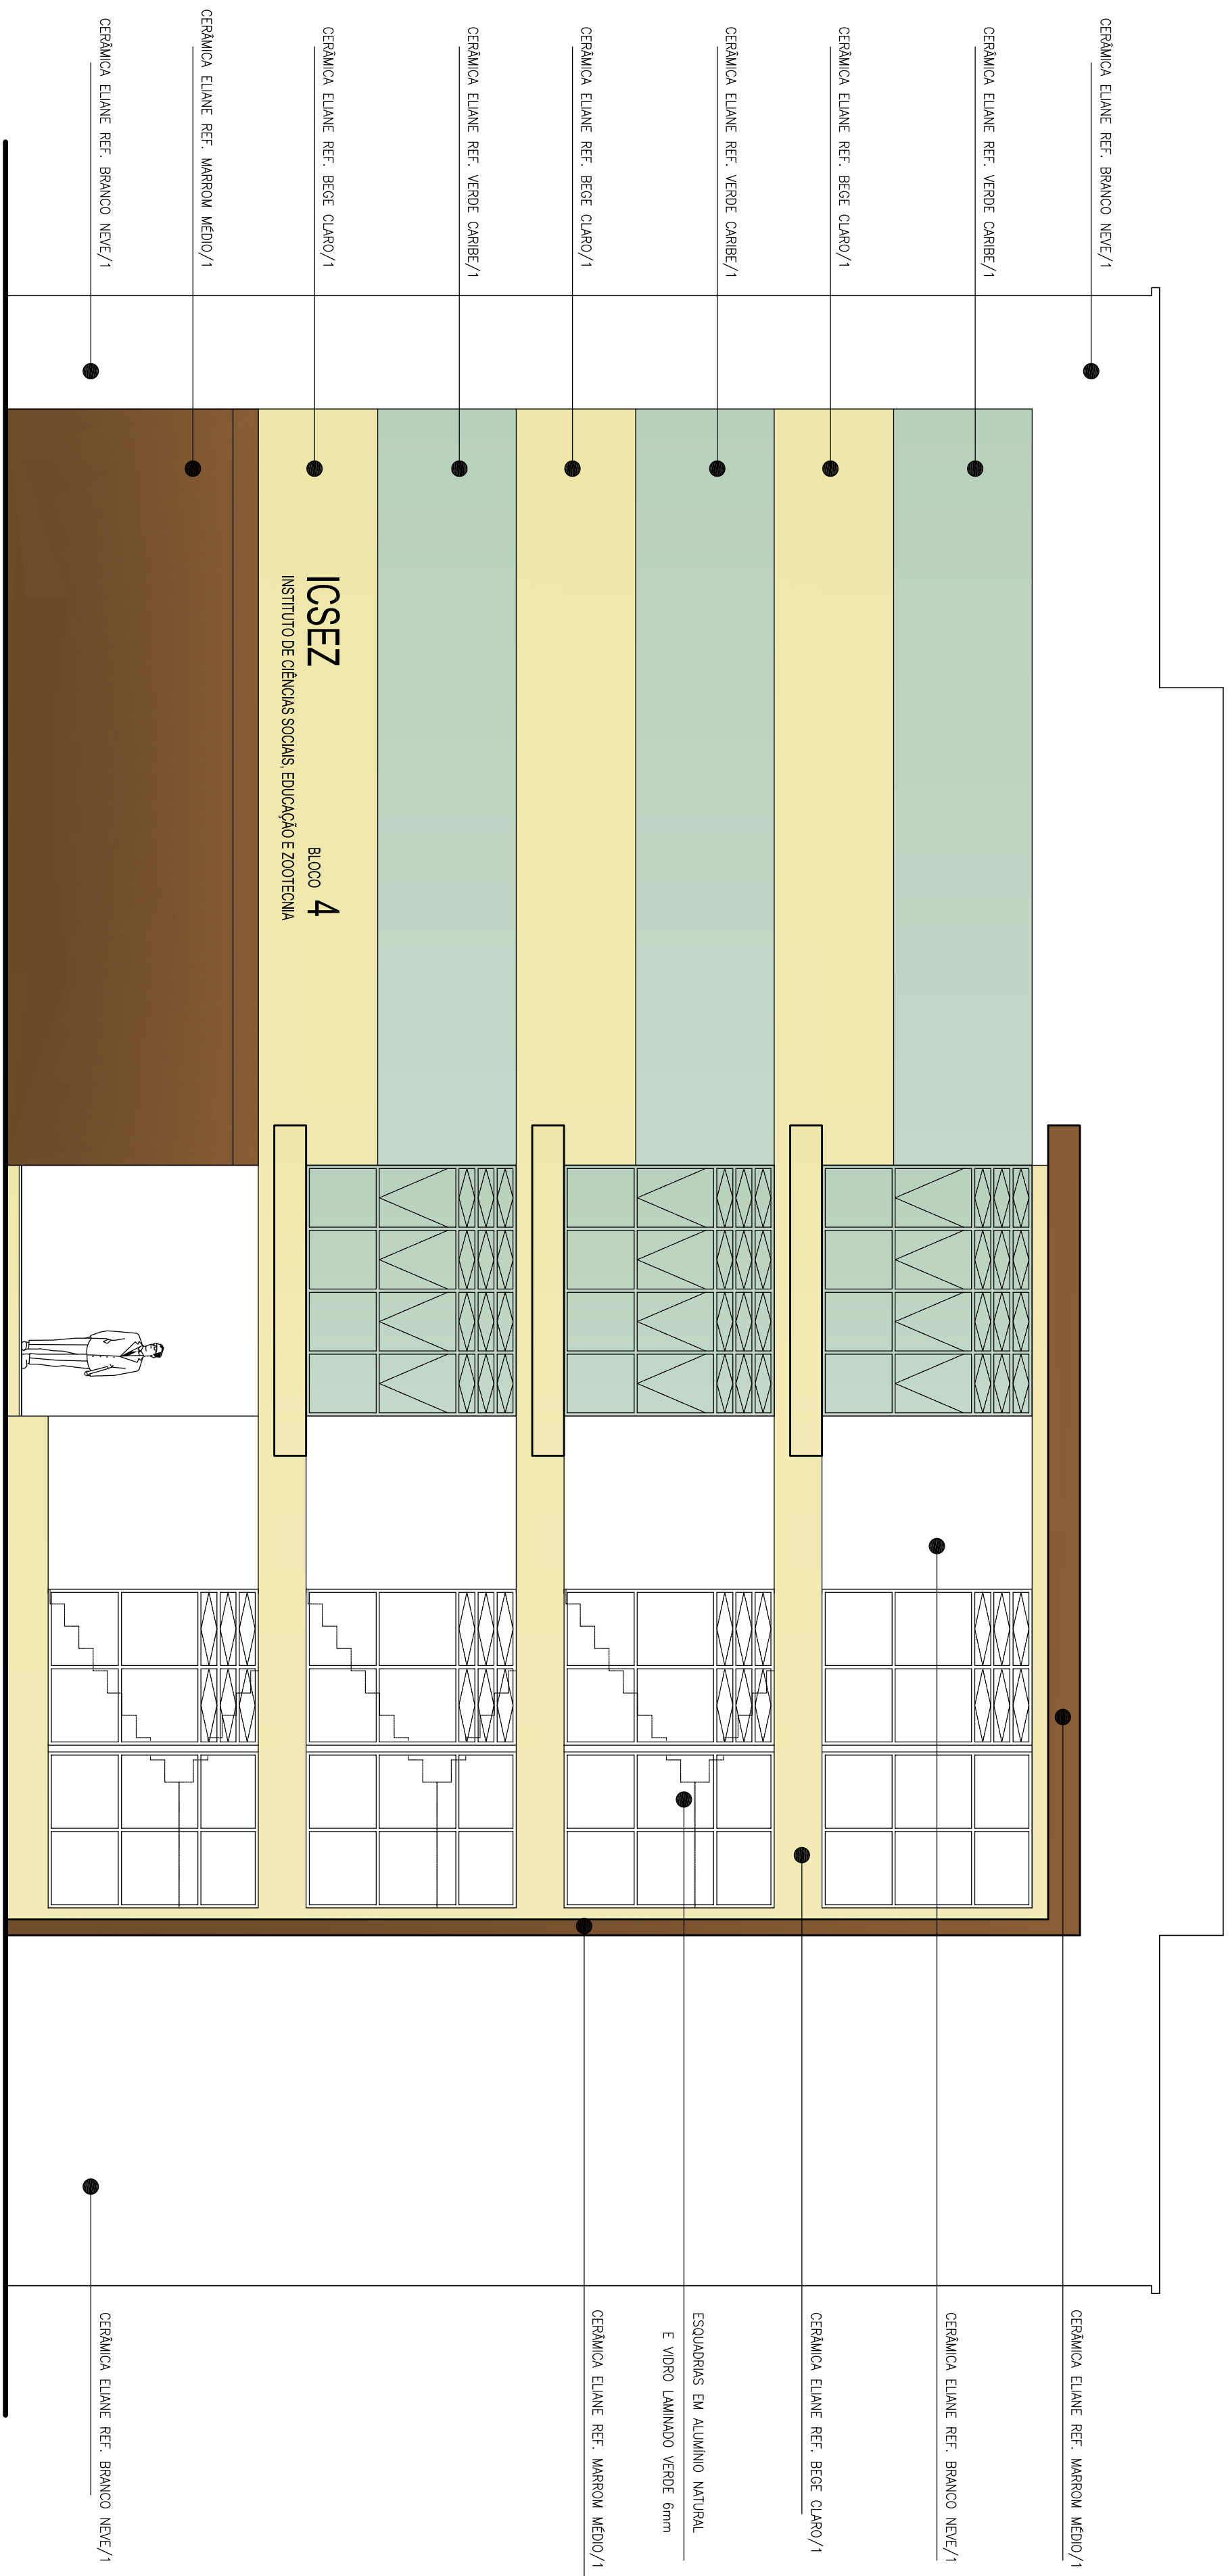 CERÂMICA ELIANE REF. BRANCO NEVE/1
CERÂMICA ELIANE REF. VERDE CARIBE/1
CERÂMICA ELIANE REF. BEGE CLARO/1
CERÂMICA ELIANE REF. VERDE CARIBE/1
CERÂMICA ELIANE REF. BEGE CLARO/1
CERÂMICA ELIANE REF. VERDE CARIBE/1
CERÂMICA ELIANE REF. BEGE CLARO/1
CERÂMICA ELIANE REF. MARROM MÉDIO/1
CERÂMICA ELIANE REF. BRANCO NEVE/1
ICSEZ BLOCO 4
INSTITUTO DE CIÊNCIAS SOCIAIS, EDUCAÇÃO E ZOOTECNIA
CERÂMICA ELIANE REF. MARROM MÉDIO/1
CERÂMICA ELIANE REF. BRANCO NEVE/1
CERÂMICA ELIANE REF. BEGE CLARO/1
ESQUADRIAS EM ALUMÍNIO NATURAL
E VIDRO LAMINADO VERDE 6mm
CERÂMICA ELIANE REF. MARROM MÉDIO/1
CERÂMICA ELIANE REF. BRANCO NEVE/1